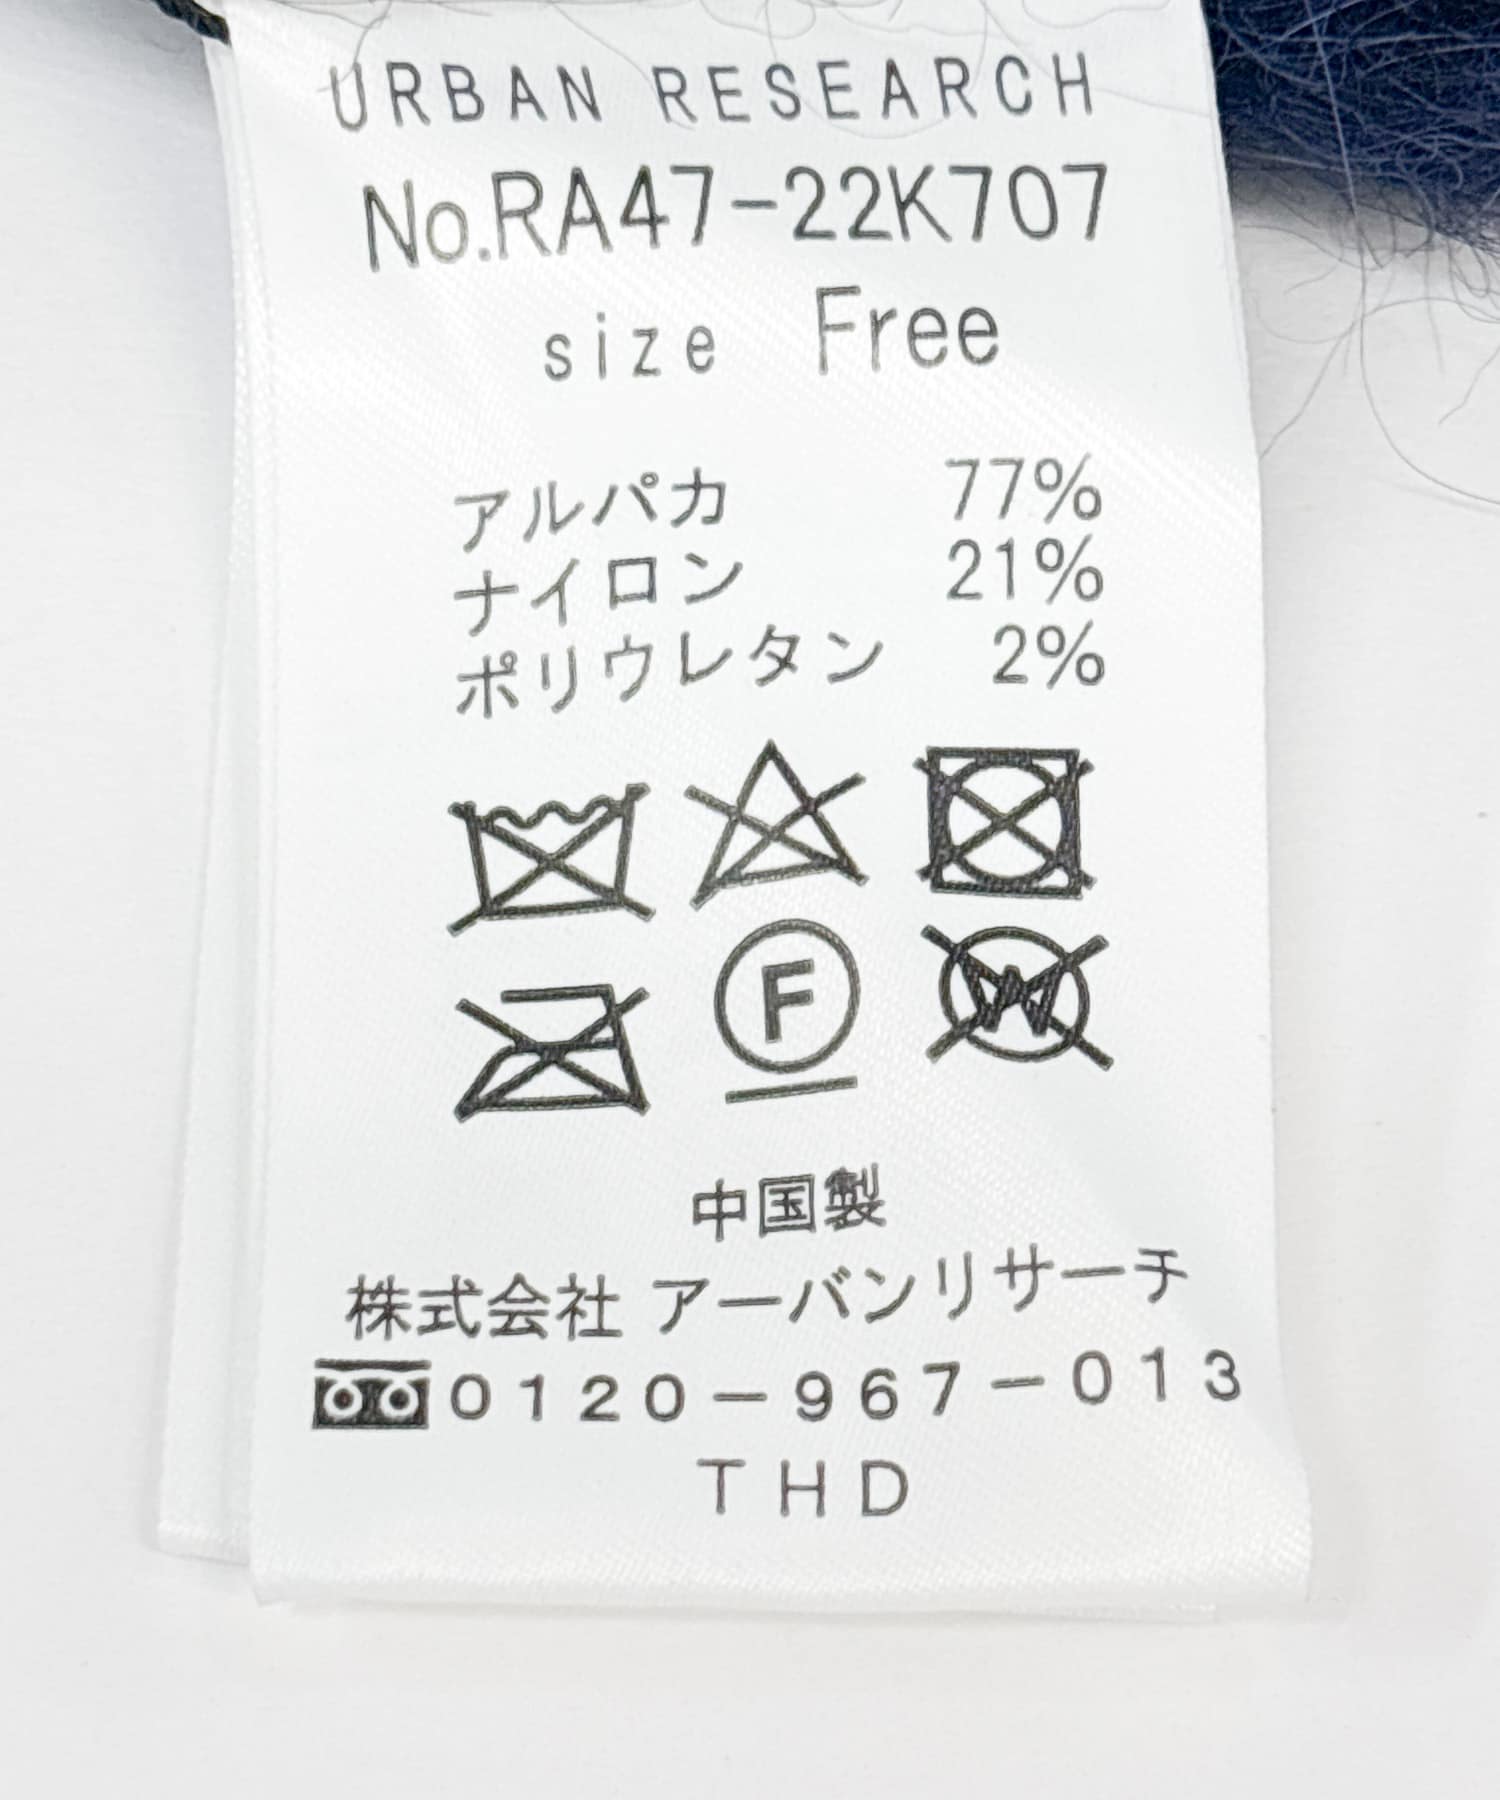 URBAN RESEARCH
No.RA47-22K707
size Free
アルパカ 77%
ナイロン 21%
ポリウレタン 2%
F W
中国製
株式会社 アーバンリサーチ
0120-967-013
THD